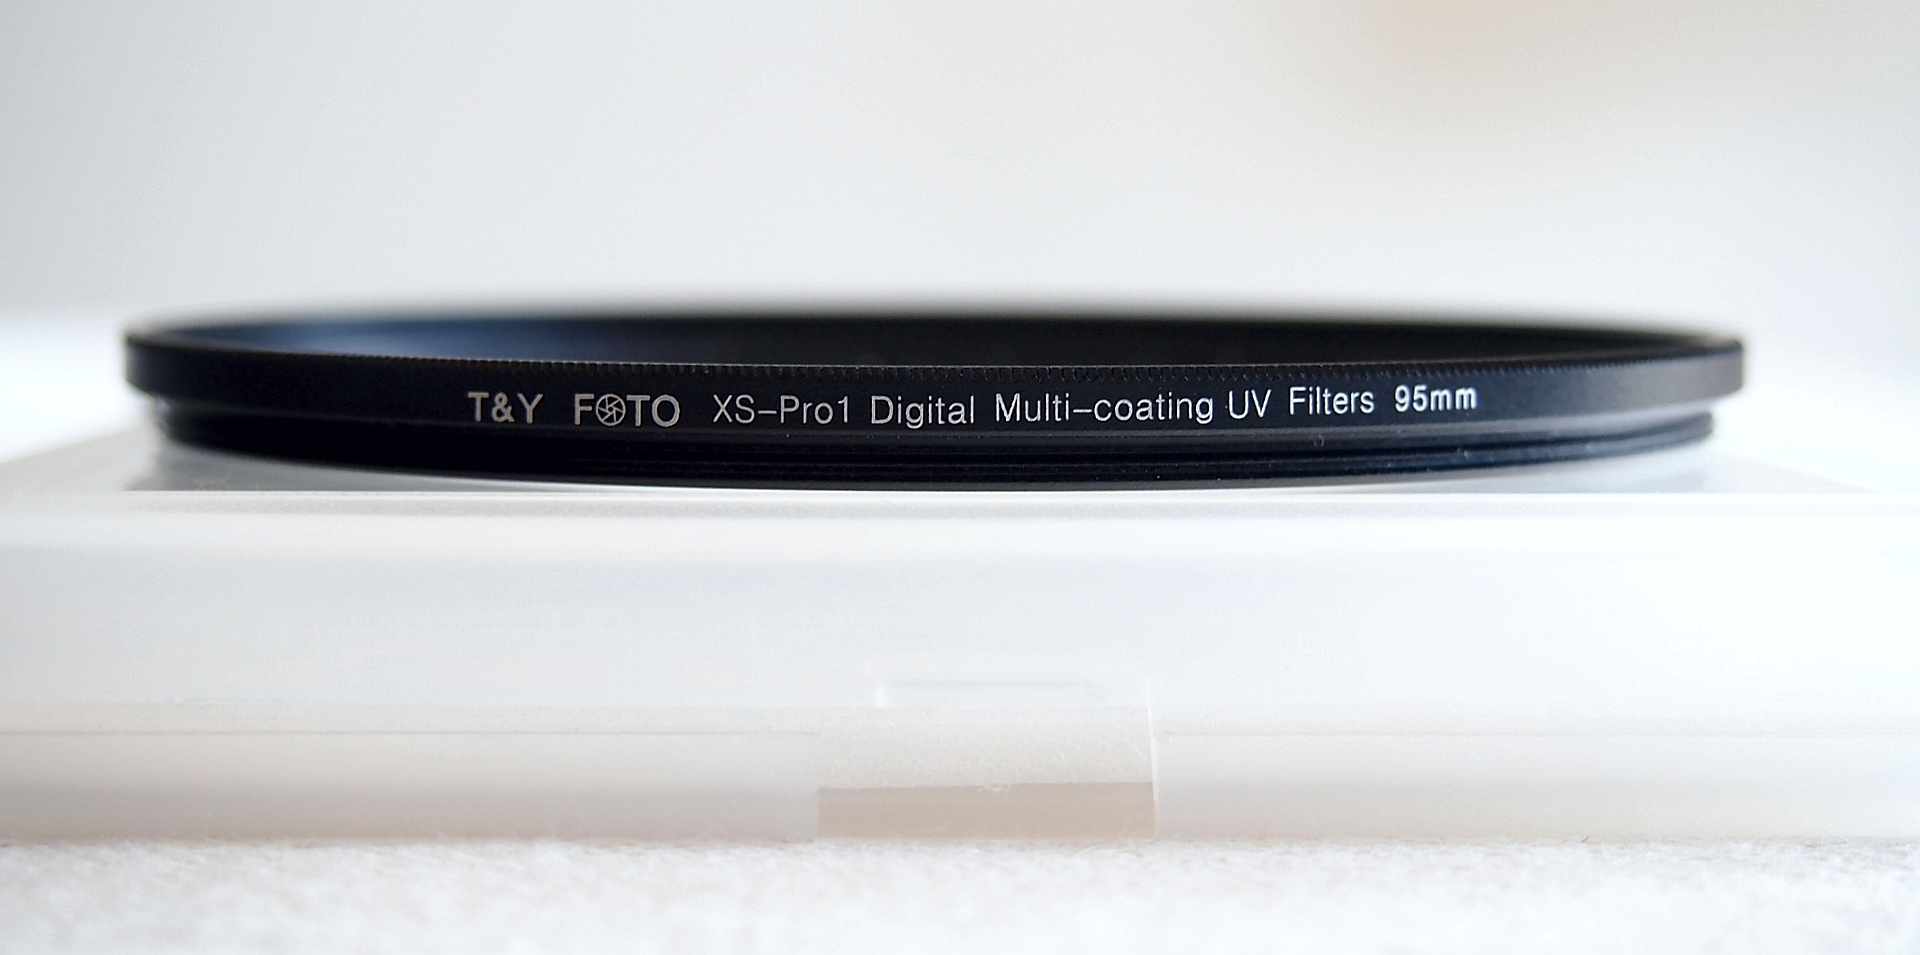 T&Y FOTO XS-Pro1 Digital Multi-coating UV Filters 95mm